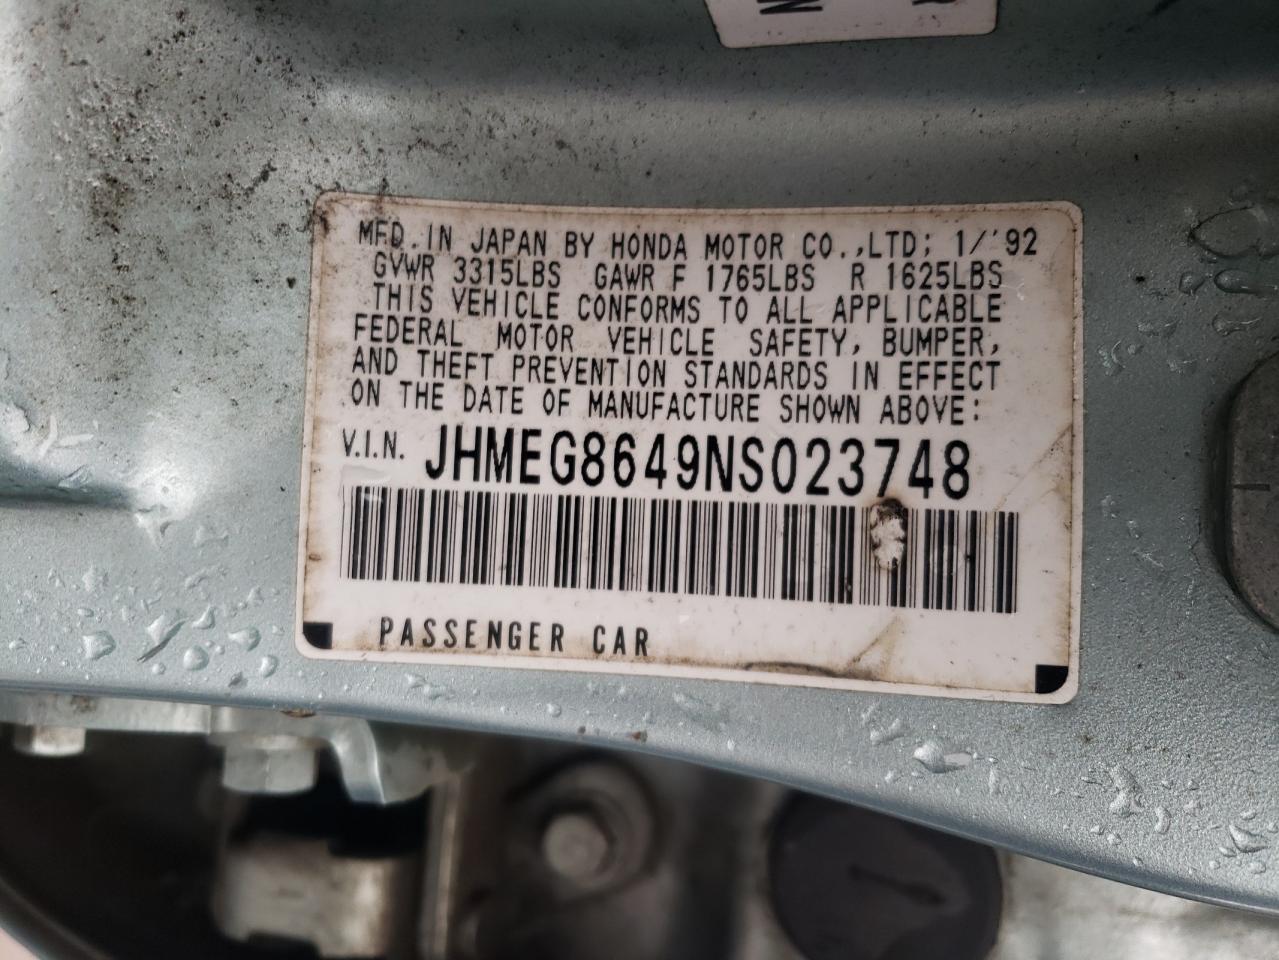 MFD. IN JAPAN BY HONDA MOTOR CO.,LTD; 1/'92
GVWR 3315LBS GAWR F 1765LBS R 1625LBS
THIS VEHICLE CONFORMS TO ALL APPLICABLE
FEDERAL MOTOR VEHICLE SAFETY, BUMPER,
AND THEFT PREVENTION STANDARDS IN EFFECT
ON THE DATE OF MANUFACTURE SHOWN ABOVE:
V.I.N. JHMEG8649NS023748
PASSENGER CAR